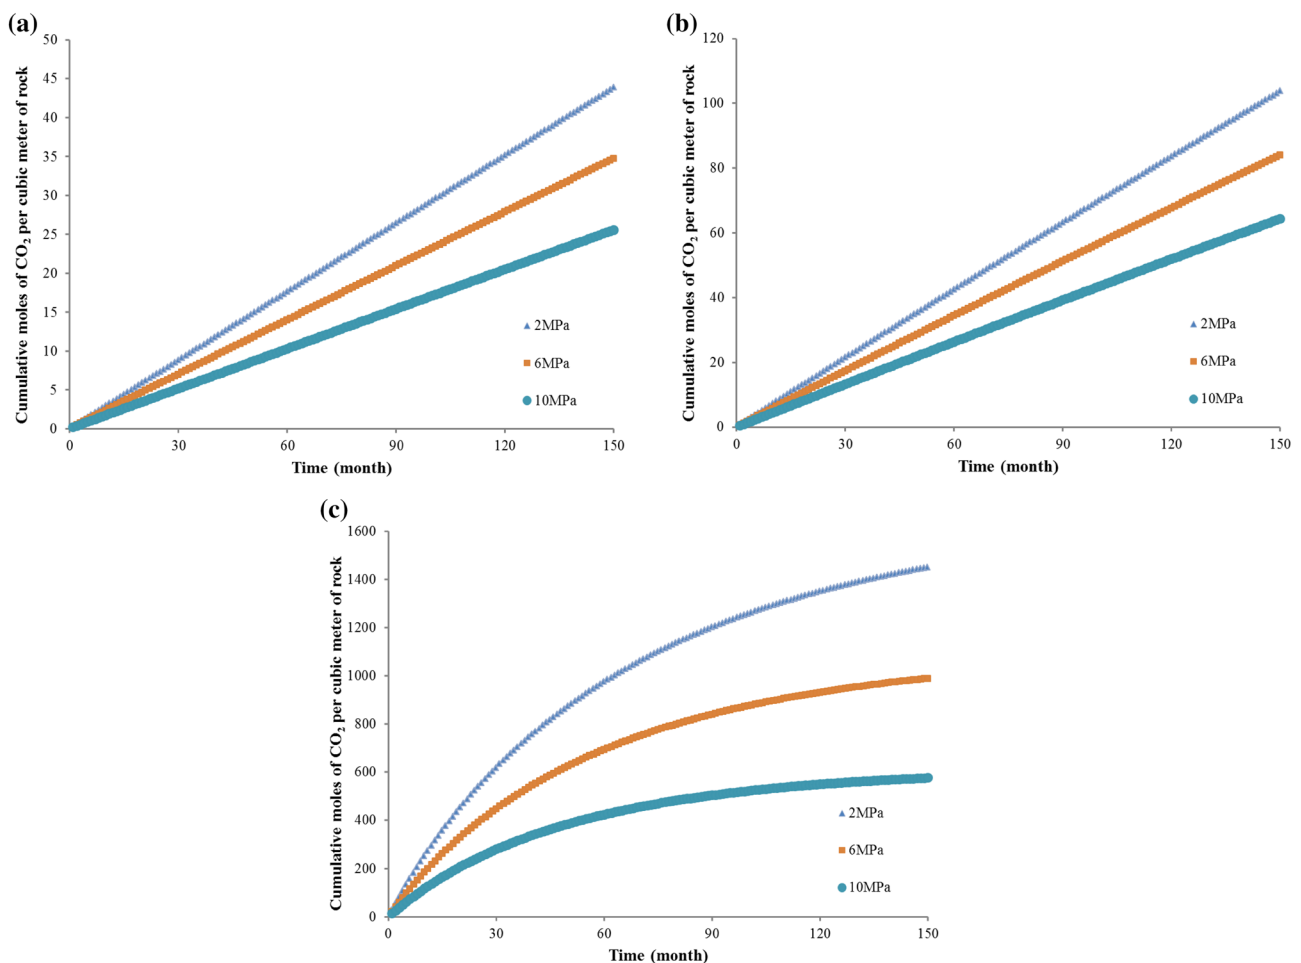 (a)
50
45
40
35
30
25
20
15
10
5
0
0 30 60 90 120 150
Cumulative moles of CO2 per cubic meter of rock
Time (month)
2MPa
6MPa
10MPa
(b)
120
100
80
60
40
20
0
0 30 60 90 120 150
Cumulative moles of CO2 per cubic meter of rock
Time (month)
2MPa
6MPa
10MPa
(c)
1600
1400
1200
1000
800
600
400
200
0
0 30 60 90 120 150
Cumulative moles of CO2 per cubic meter of rock
Time (month)
2MPa
6MPa
10MPa